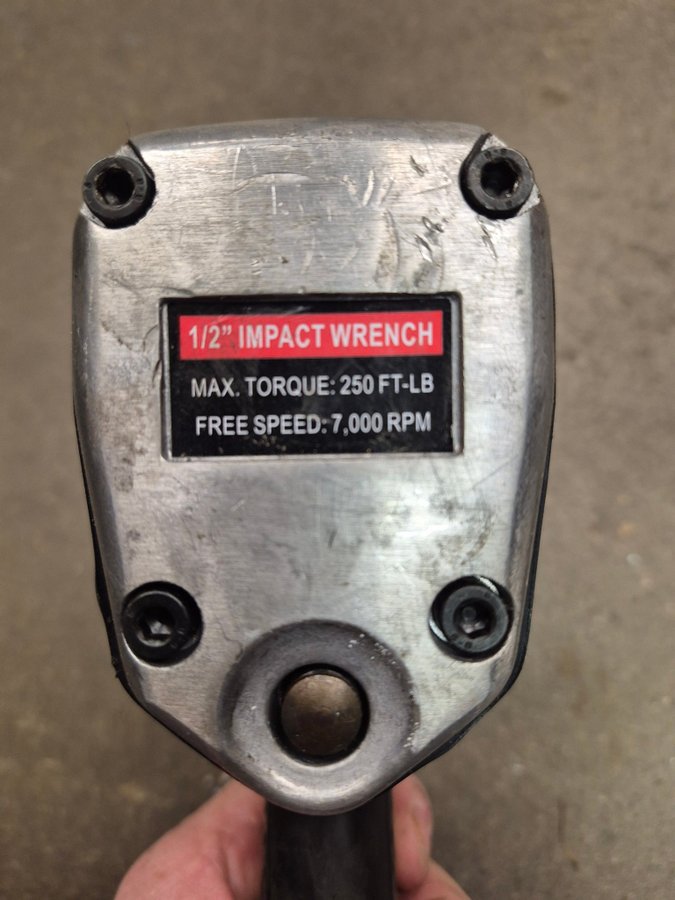 1/2” IMPACT WRENCH
MAX. TORQUE: 250 FT-LB
FREE SPEED: 7,000 RPM